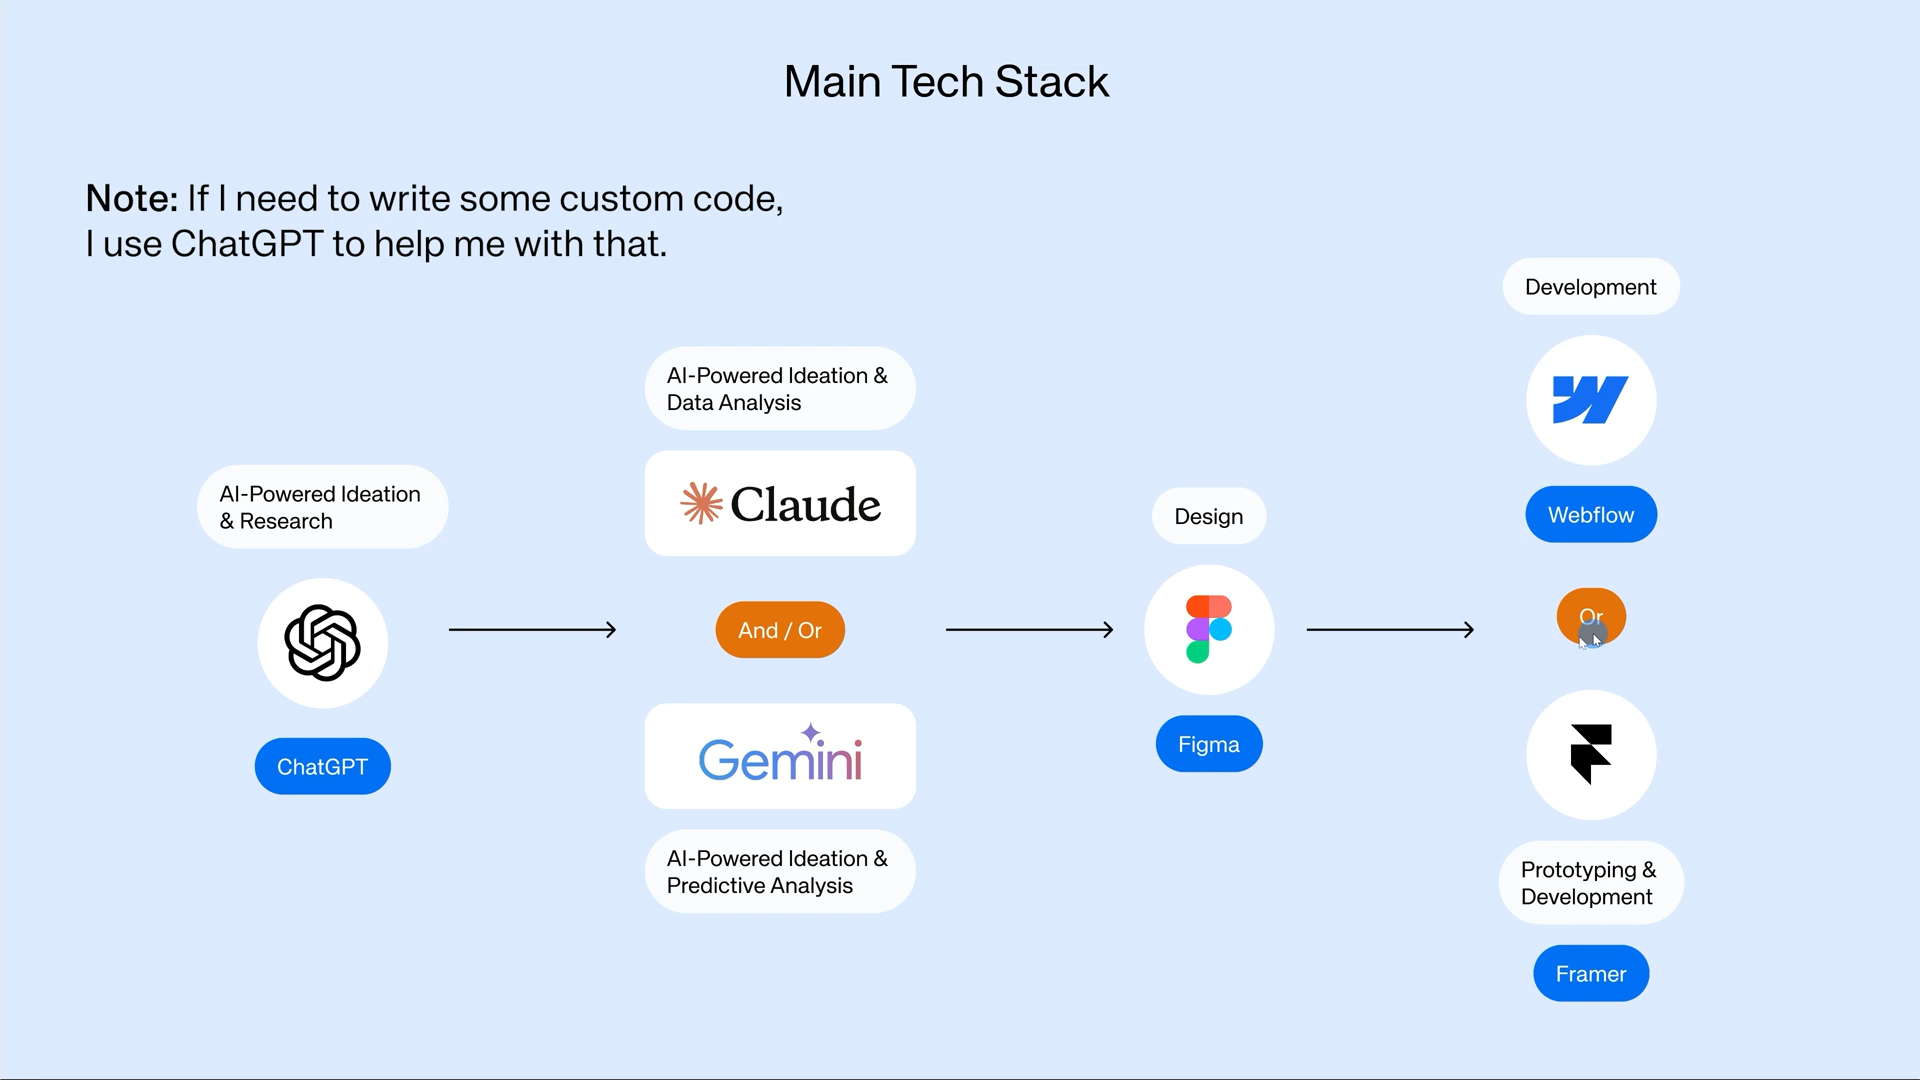 Main Tech Stack
Note: If I need to write some custom code,
I use ChatGPT to help me with that.
AI-Powered Ideation
& Research
ChatGPT
AI-Powered Ideation &
Data Analysis
Claude
And / Or
Gemini
AI-Powered Ideation &
Predictive Analysis
Design
Figma
Development
Webflow
Or
Prototyping &
Development
Framer